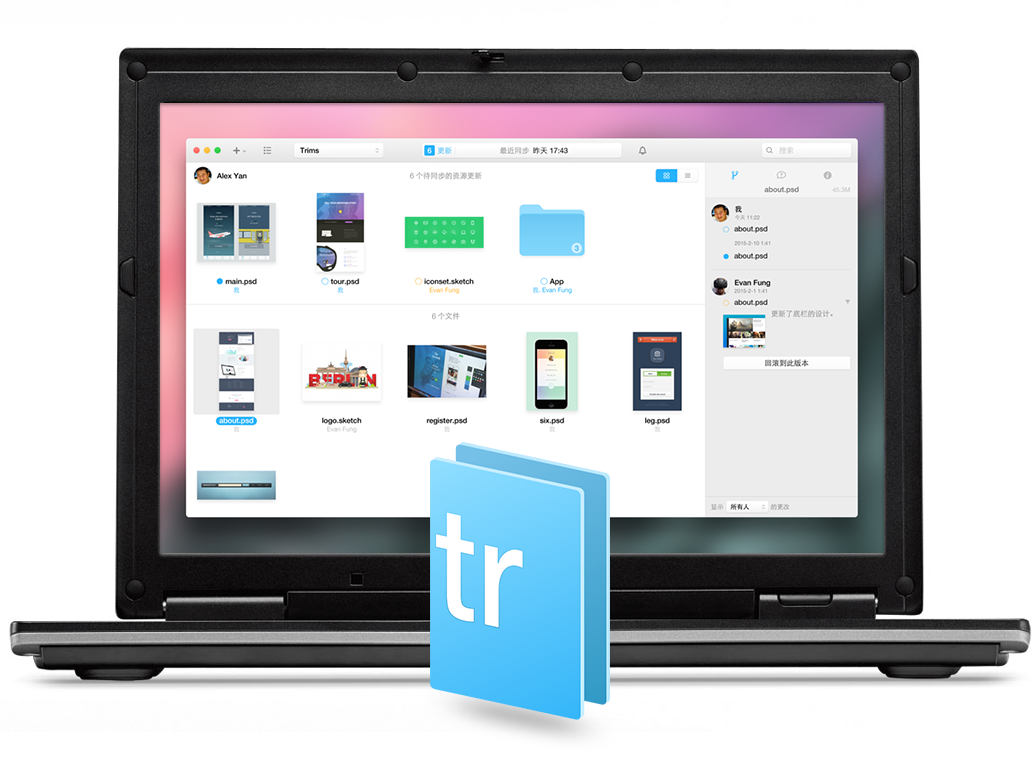 Trims
6 更新
最近同步 昨天 17:43
搜索
Alex Yan
6 个待同步的资源更新
main.psd
我
tour.psd
我
iconset.sketch
Evan Fung
3
App
我, Evan Fung
6 个文件
about.psd
我
BERLIN
logo.sketch
Evan Fung
register.psd
我
six.psd
我
leg.psd
我
about.psd
45.3M
我
今天 11:22
about.psd
2015-2-10 1:41
about.psd
Evan Fung
2015-2-1 1:41
about.psd
更新了底栏的设计。
回滚到此版本
显示 所有人 的更改
tr